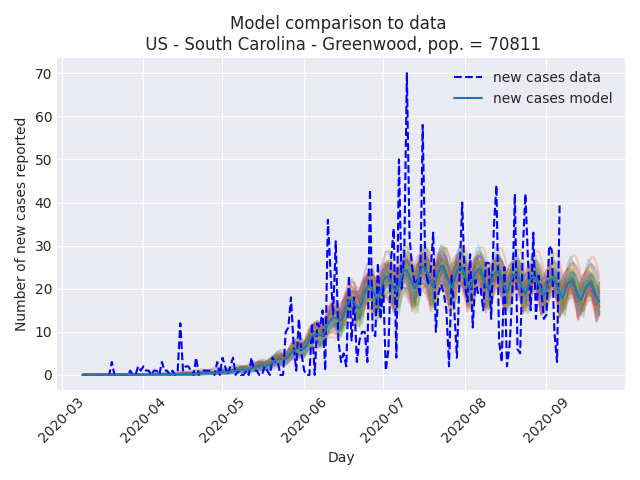 Model comparison to data
US - South Carolina - Greenwood, pop. = 70811
new cases data
new cases model
Number of new cases reported
70
60
50
40
30
20
10
0
2020-03
2020-04
2020-05
2020-06
2020-07
2020-08
2020-09
Day